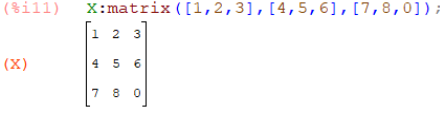 (%i11) X:matrix([1,2,3],[4,5,6],[7,8,0]);
1 2 3
(X) 4 5 6
7 8 0